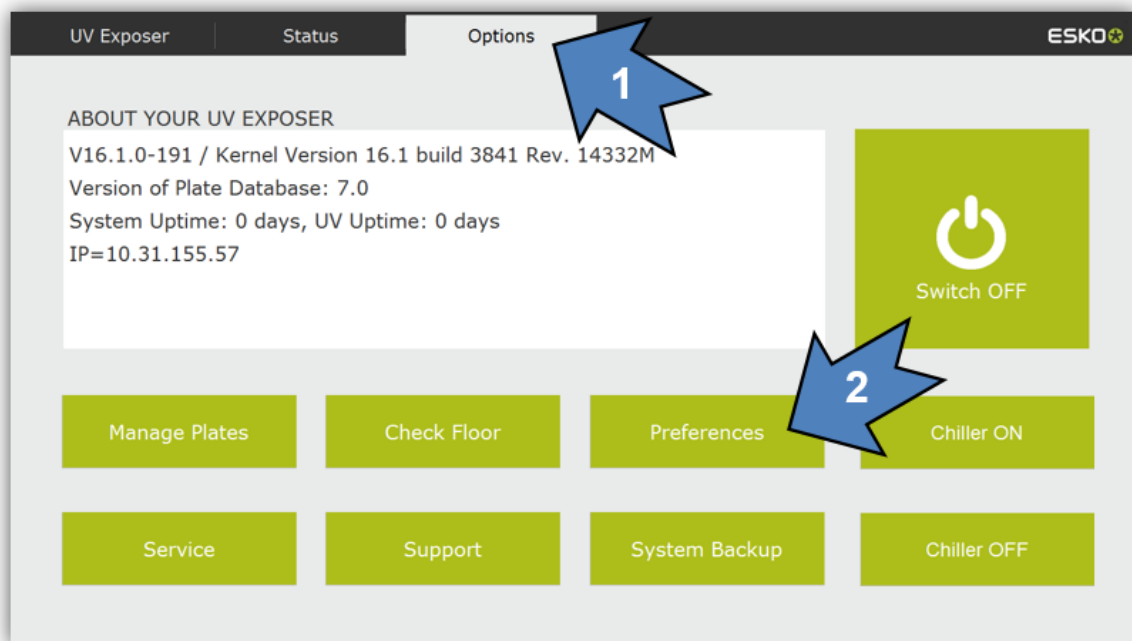 UV Exposer Status Options ESKO
1
ABOUT YOUR UV EXPOSER
V16.1.0-191 / Kernel Version 16.1 build 3841 Rev. 14332M
Version of Plate Database: 7.0
System Uptime: 0 days, UV Uptime: 0 days
IP=10.31.155.57
Switch OFF
2
Manage Plates Check Floor Preferences Chiller ON
Service Support System Backup Chiller OFF